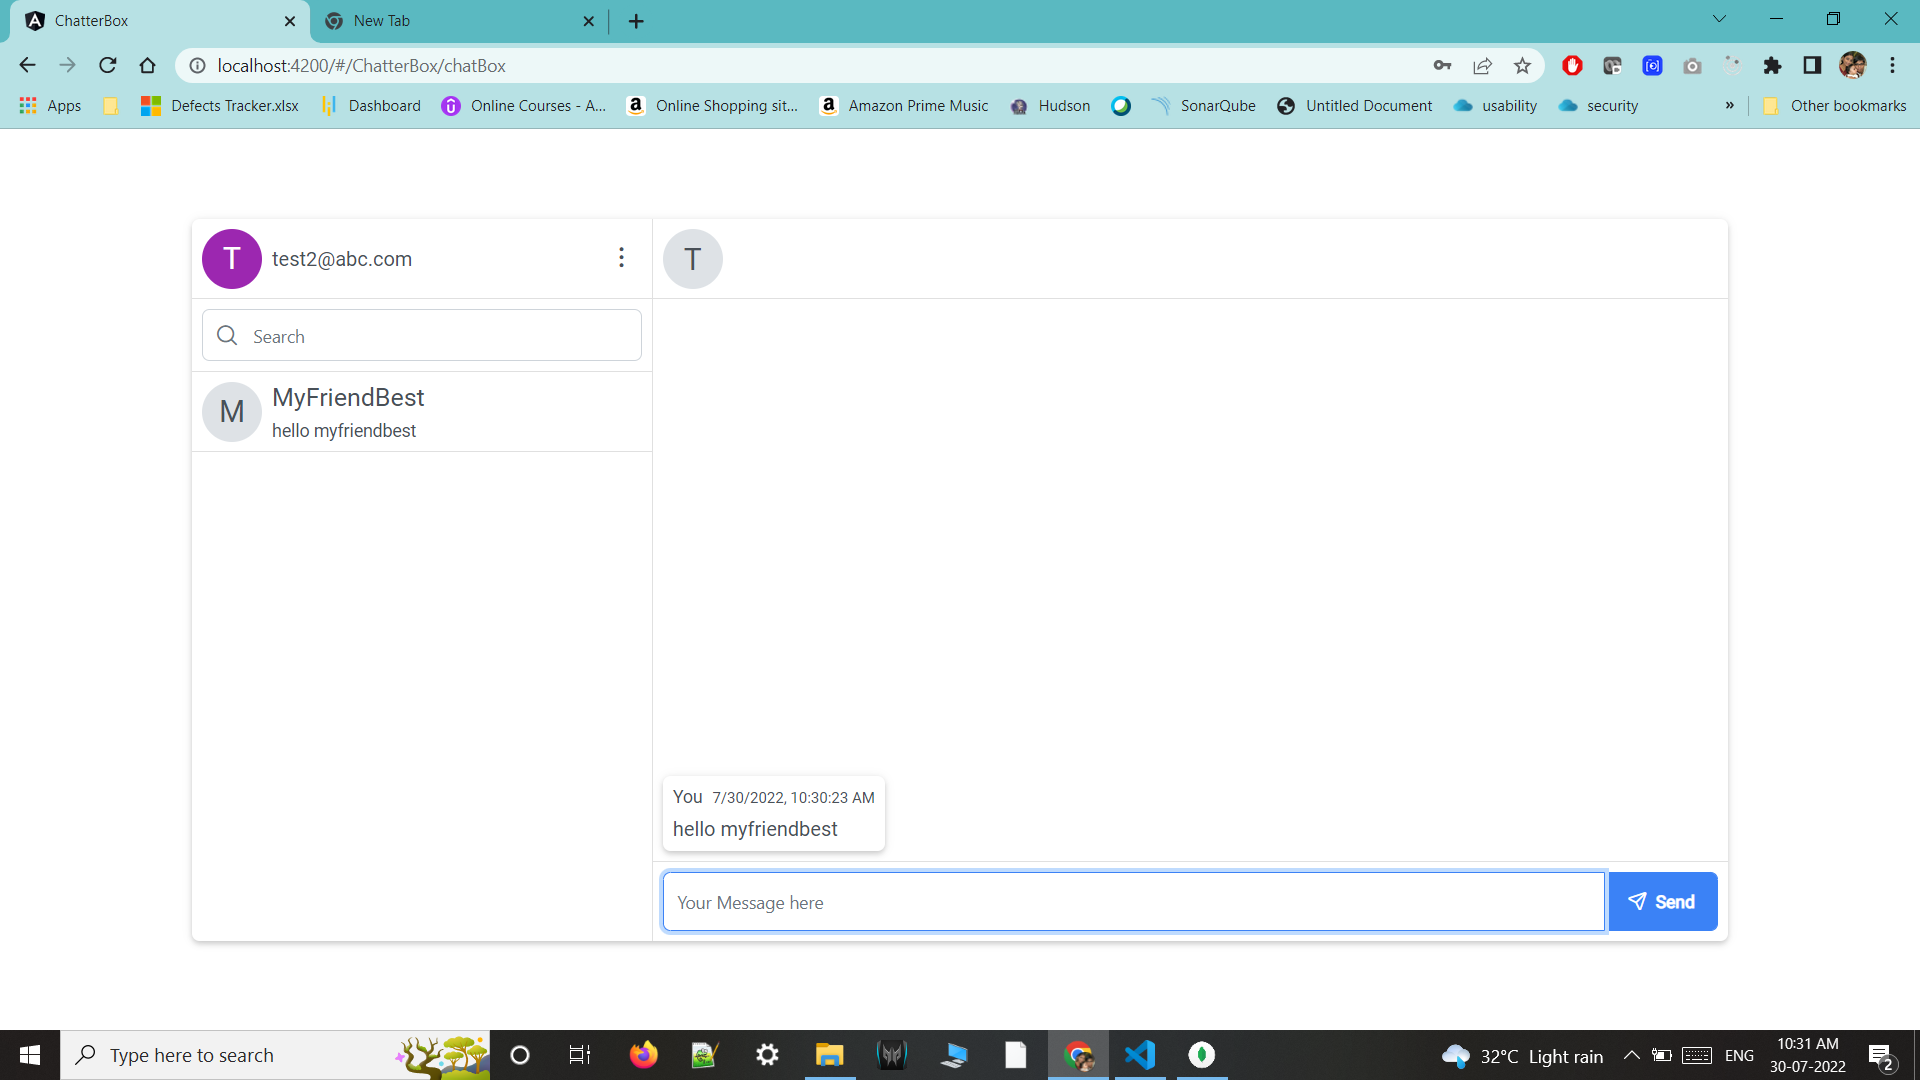 ChatterBox
New Tab
localhost:4200/#/ChatterBox/chatBox
Apps
Defects Tracker.xlsx
Dashboard
Online Courses - A...
Online Shopping sit...
Amazon Prime Music
Hudson
SonarQube
Untitled Document
usability
security
»
Other bookmarks
T
test2@abc.com
T
Search
M
MyFriendBest
hello myfriendbest
You 7/30/2022, 10:30:23 AM
hello myfriendbest
Your Message here
Send
Type here to search
32°C Light rain
ENG
10:31 AM
30-07-2022
2